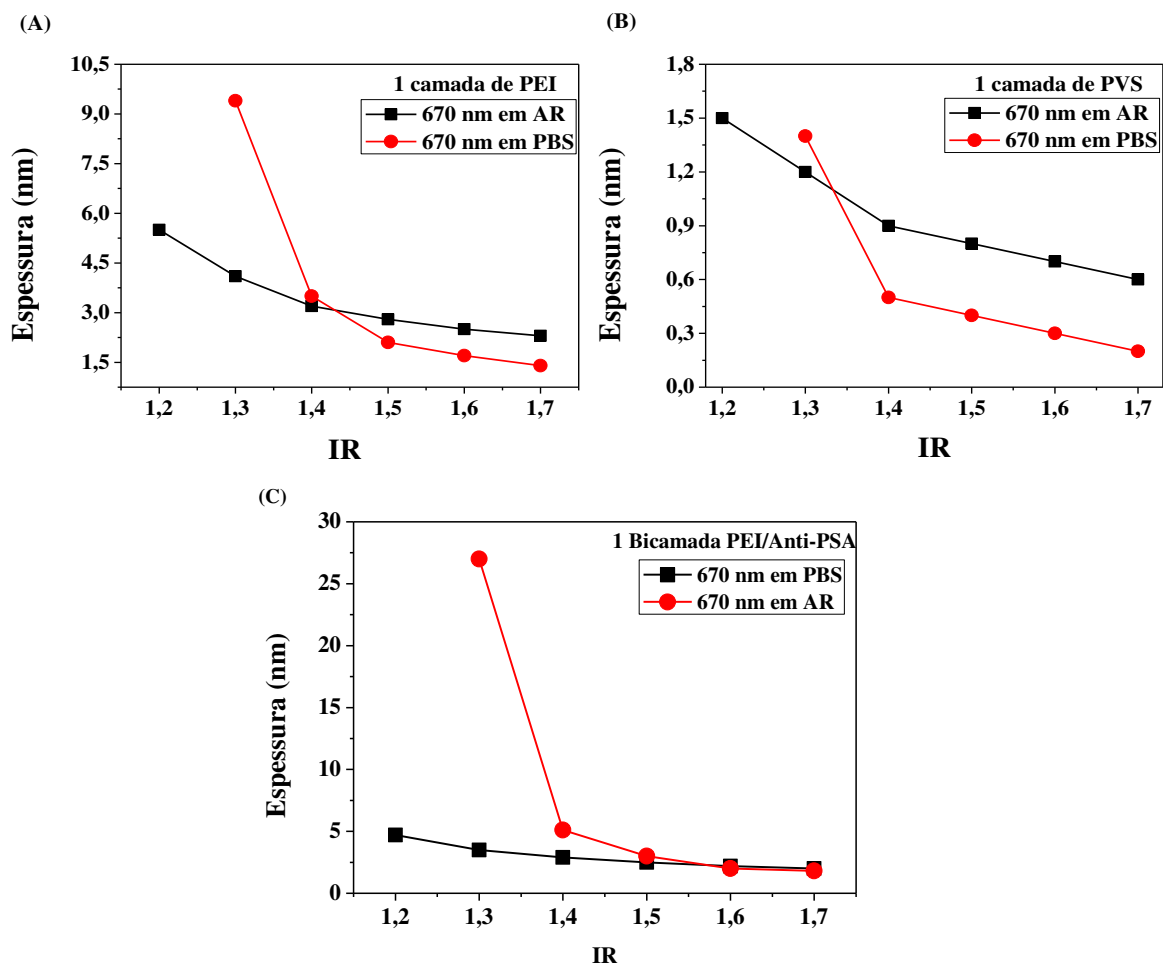 (A)
1 camada de PEI
670 nm em AR
670 nm em PBS
10,5
9,0
7,5
6,0
4,5
3,0
1,5
Espessura (nm)
1,2 1,3 1,4 1,5 1,6 1,7
IR
(B)
1 camada de PVS
670 nm em AR
670 nm em PBS
1,8
1,5
1,2
0,9
0,6
0,3
0,0
Espessura (nm)
1,2 1,3 1,4 1,5 1,6 1,7
IR
(C)
1 Bicamada PEI/Anti-PSA
670 nm em PBS
670 nm em AR
30
25
20
15
10
5
0
Espessura (nm)
1,2 1,3 1,4 1,5 1,6 1,7
IR